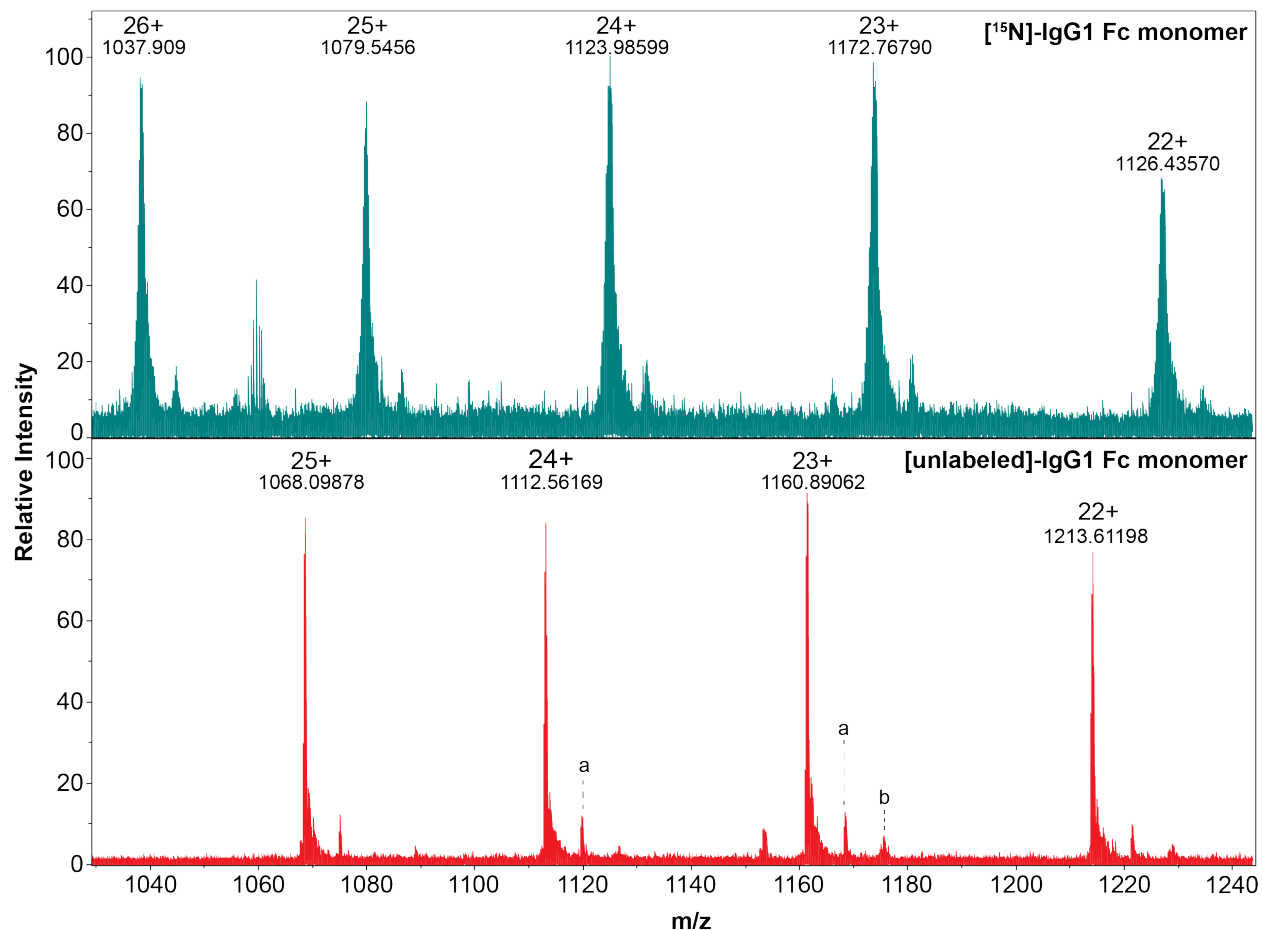 26+ 25+ 24+ 23+ [¹⁵N]-IgG1 Fc monomer
1037.909 1079.5456 1123.98599 1172.76790
100
80
22+
1126.43570
60
40
20
0
100
25+ 24+ 23+ [unlabeled]-IgG1 Fc monomer
1068.09878 1112.56169 1160.89062
22+
1213.61198
80
60
40
a
a
b
20
0
Relative Intensity
1040 1060 1080 1100 1120 1140 1160 1180 1200 1220 1240
m/z